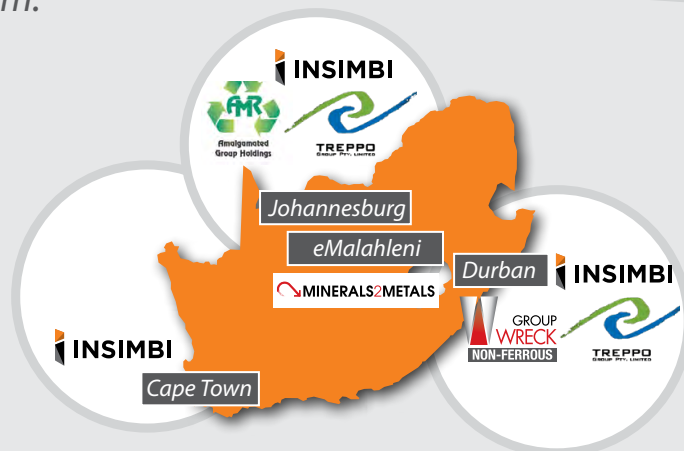 m.
INSIMBI
AMR
Amalgamated
Group Holdings
TREPPO
GROUP PTY. LIMITED
Johannesburg
eMalahleni
MINERALS2METALS
Durban
INSIMBI
GROUP
WRECK
NON-FERROUS
TREPPO
GROUP PTY. LIMITED
INSIMBI
Cape Town